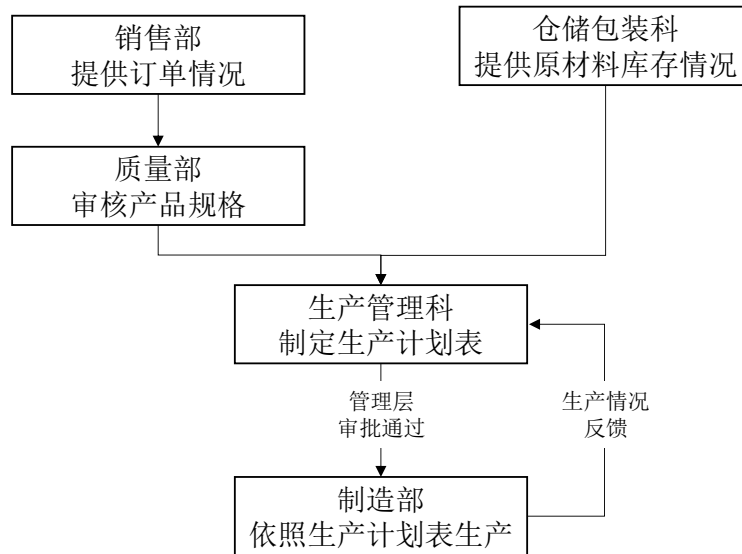 销售部
提供订单情况
仓储包装科
提供原材料库存情况
质量部
审核产品规格
生产管理科
制定生产计划表
管理层
审批通过
生产情况
反馈
制造部
依照生产计划表生产